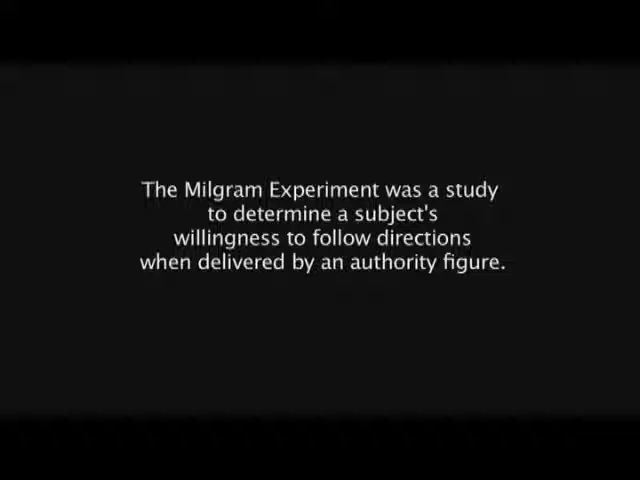 The Milgram Experiment was a study
to determine a subject's
willingness to follow directions
when delivered by an authority figure.